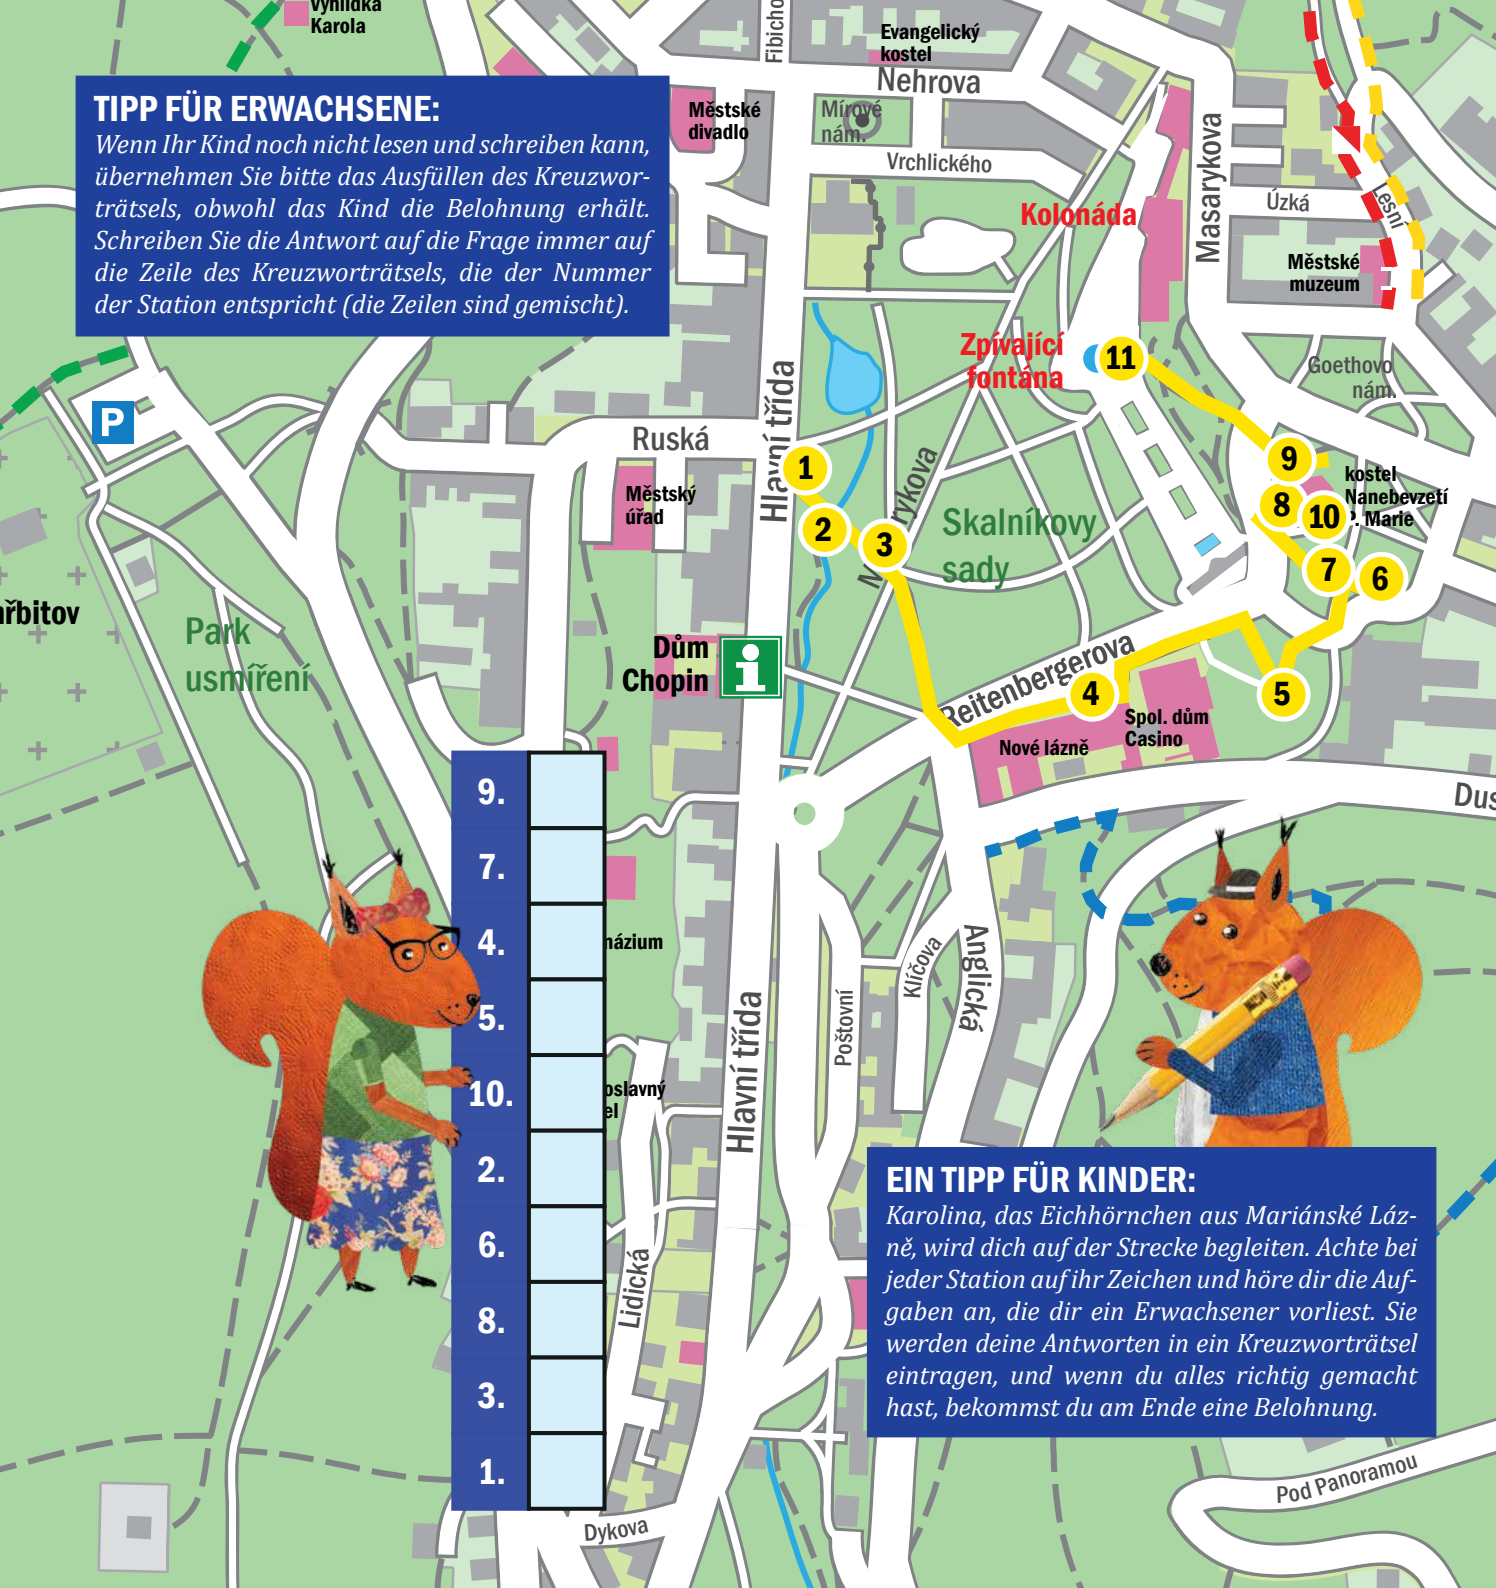 Vyhlídka
Karola
Fibicho
Evangelický
kostel
Nehrova
TIPP FÜR ERWACHSENE:
Wenn Ihr Kind noch nicht lesen und schreiben kann,
übernehmen Sie bitte das Ausfüllen des Kreuzwor-
trätsels, obwohl das Kind die Belohnung erhält.
Schreiben Sie die Antwort auf die Frage immer auf
die Zeile des Kreuzworträtsels, die der Nummer
der Station entspricht (die Zeilen sind gemischt).
Městské
divadlo
Mírové
nám.
Vrchlického
Masarykova
Úzká
Lesní
Kolonáda
Městské
muzeum
Zpívající
fontána
11
Goethovo
nám.
P
Hlavní třída
Ruská
1
2
3
rykova
M
9
8
10
7
6
kostel
Nanebevzetí
P. Marie
Městský
úřad
Skalníkovy
sady
hřbitov
Park
usmíření
Dům
Chopin
i
Reitenbergerova
4
5
Spol. dům
Casino
Nové lázně
Dus
9.
7.
4.
5.
10.
2.
6.
8.
3.
1.
názium
oslavný
el
Hlavní třída
Poštovní
Klíčova
Anglická
Lidická
EIN TIPP FÜR KINDER:
Karolina, das Eichhörnchen aus Mariánské Láz-
ně, wird dich auf der Strecke begleiten. Achte bei
jeder Station auf ihr Zeichen und höre dir die Auf-
gaben an, die dir ein Erwachsener vorliest. Sie
werden deine Antworten in ein Kreuzworträtsel
eintragen, und wenn du alles richtig gemacht
hast, bekommst du am Ende eine Belohnung.
Pod Panoramou
Dykova